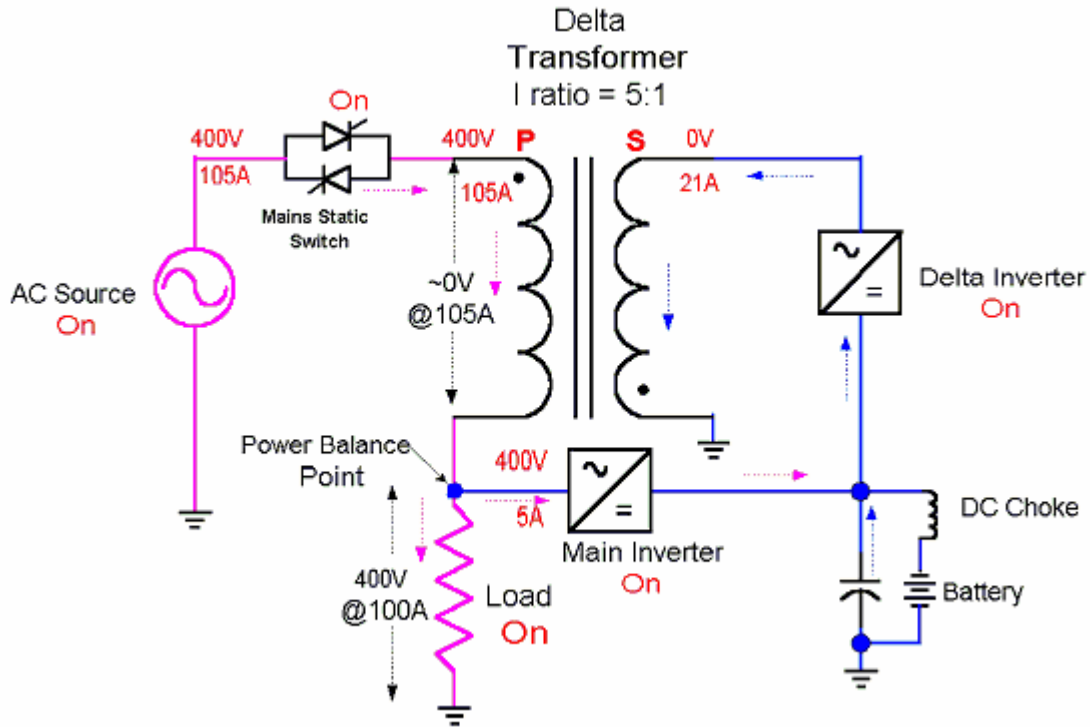 Delta
Transformer
I ratio = 5:1
On
400V
105A
Mains Static
Switch
400V
P
105A
S
0V
21A
AC Source
On
~0V
@105A
Delta Inverter
On
=
Power Balance
Point
400V
5A
=
Main Inverter
On
DC Choke
Battery
400V
@100A
Load
On